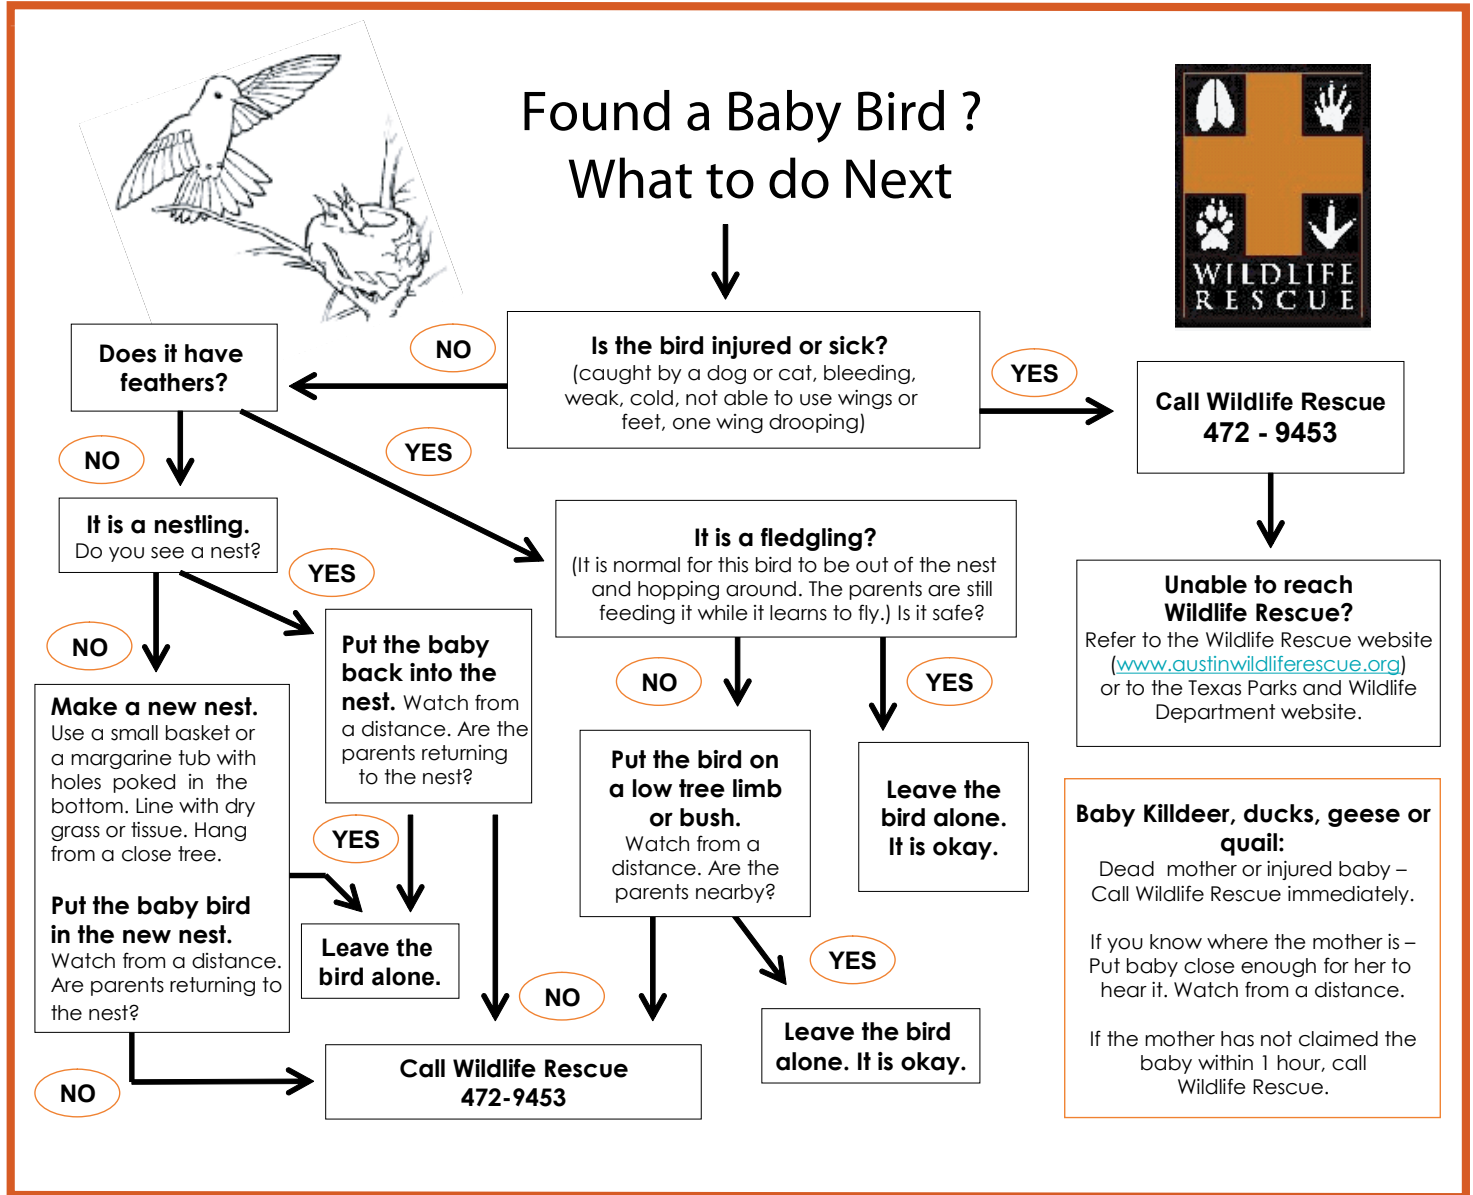 Found a Baby Bird ?
What to do Next
WILDLIFE
RESCUE
Is the bird injured or sick?
(caught by a dog or cat, bleeding,
weak, cold, not able to use wings or
feet, one wing drooping)
NO
YES
Does it have
feathers?
Call Wildlife Rescue
472 - 9453
NO
YES
It is a nestling.
Do you see a nest?
It is a fledgling?
(It is normal for this bird to be out of the nest
and hopping around. The parents are still
feeding it while it learns to fly.) Is it safe?
Unable to reach
Wildlife Rescue?
Refer to the Wildlife Rescue website
(www.austinwildliferescue.org)
or to the Texas Parks and Wildlife
Department website.
YES
NO
Put the baby
back into the
nest. Watch from
a distance. Are the
parents returning
to the nest?
NO
YES
Make a new nest.
Use a small basket or
a margarine tub with
holes poked in the
bottom. Line with dry
grass or tissue. Hang
from a close tree.
Put the baby bird
in the new nest.
Watch from a distance.
Are parents returning to
the nest?
Put the bird on
a low tree limb
or bush.
Watch from a
distance. Are the
parents nearby?
Leave the
bird alone.
It is okay.
YES
Leave the
bird alone.
NO
YES
Leave the bird
alone. It is okay.
NO
Call Wildlife Rescue
472-9453
Baby Killdeer, ducks, geese or
quail:
Dead mother or injured baby –
Call Wildlife Rescue immediately.
If you know where the mother is –
Put baby close enough for her to
hear it. Watch from a distance.
If the mother has not claimed the
baby within 1 hour, call
Wildlife Rescue.